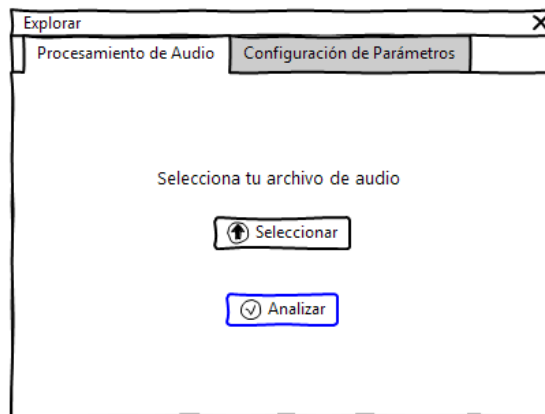 Explorar
Procesamiento de Audio Configuración de Parámetros
Selecciona tu archivo de audio
Seleccionar
Analizar